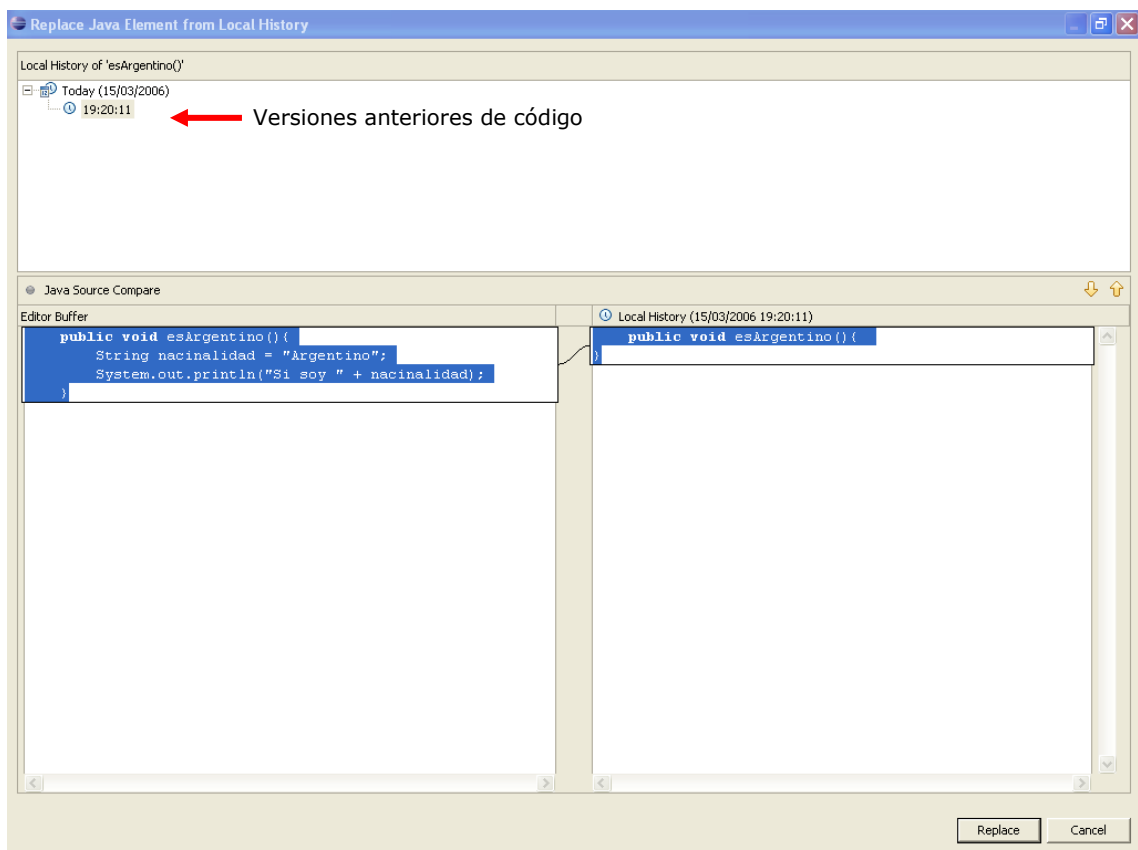 Replace Java Element from Local History
Local History of 'esArgentino()'
Today (15/03/2006)
19:20:11
Versiones anteriores de código
Java Source Compare
Editor Buffer
Local History (15/03/2006 19:20:11)
public void esArgentino(){
String nacinalidad = "Argentino";
System.out.println("Si soy " + nacinalidad);
}
public void esArgentino(){
}
Replace
Cancel